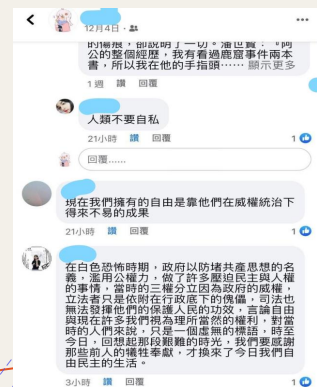 12月4日
的傷痕，卻說明了一切。潘世賢：『阿
公的整個經歷，我有看過鹿窟事件兩本
書，所以我在他的手指頭…… 顯示更多
1週 讚 回覆
人類不要自私
21小時 讚 回覆 1
回覆……
現在我們擁有的自由是靠他們在威權統治下
得來不易的成果
21小時 讚 回覆 1
在白色恐怖時期，政府以防堵共產思想的名
義，濫用公權力，做了許多壓迫民主與人權
的事情，當時的三權分立因為政府的威權，
立法者只是依附在行政底下的傀儡，司法也
無法發揮他們的保護人民的功效，言論自由
與現在許多我們視為理所當然的權利，對當
時的人們來說，只是一個虛無的標語，時至
今日，回想起那段艱難的時光，我們要感謝
那些前人的犧牲奉獻，才換來了今日我們自
由民主的生活。
3小時 讚 回覆 1